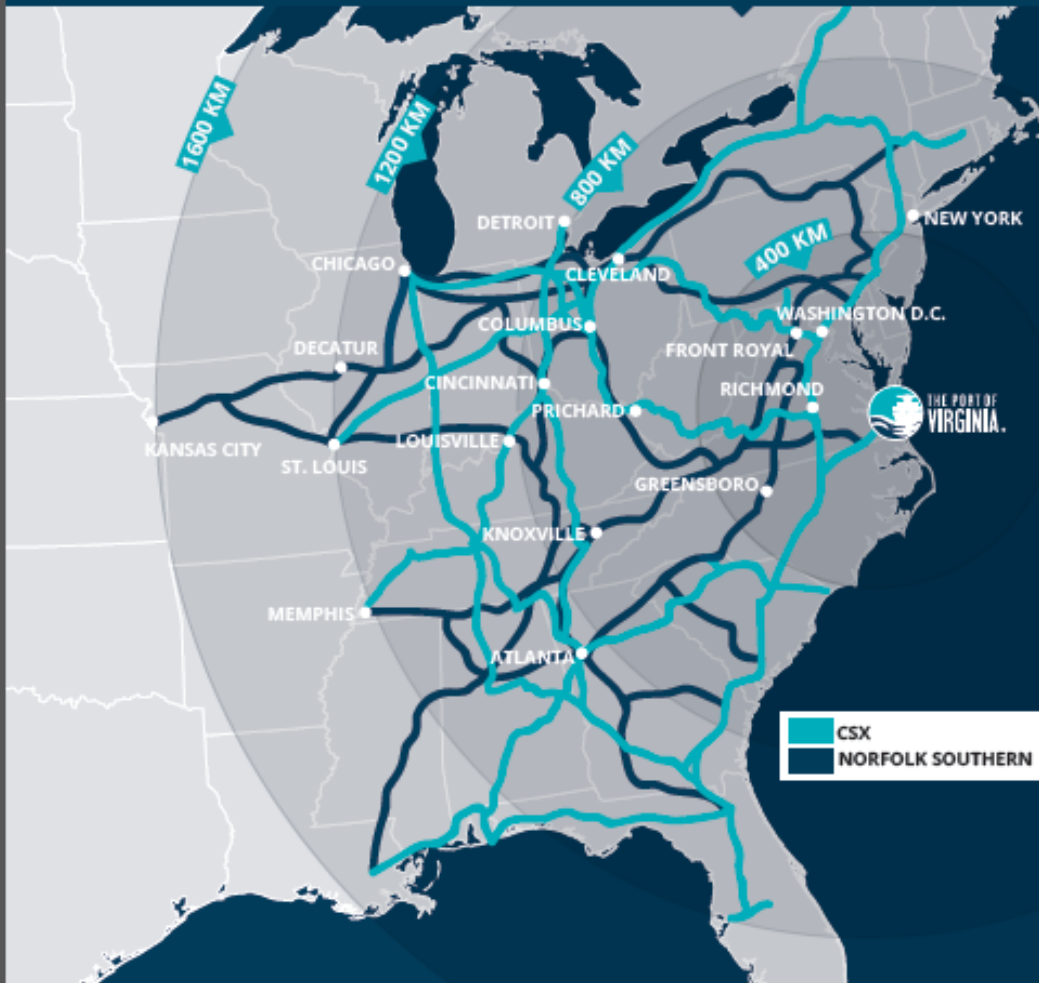 1600 KM
1200 KM
800 KM
DETROIT
NEW YORK
400 KM
CHICAGO
CLEVELAND
WASHINGTON D.C.
COLUMBUS
DECATUR
FRONT ROYAL
CINCINNATI
RICHMOND
PRICHARD
THE PORT OF
VIRGINIA.
KANSAS CITY
LOUISVILLE
ST. LOUIS
GREENSBORO
KNOXVILLE
MEMPHIS
ATLANTA
CSX
NORFOLK SOUTHERN